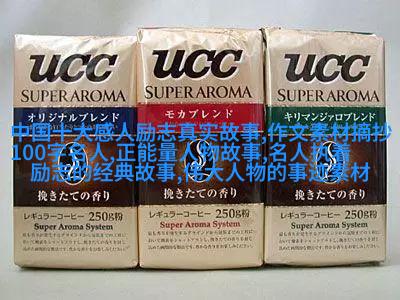 ucc
SUPER AROMA
オリジナルブレンド
挽きたての香り
レギュラーコーヒー 250g粉
Super Aroma System
ucc
SUPER AROMA
モカブレンド
挽きたての香り
レギュラーコーヒー 250g粉
Super Aroma System
ucc
SUPER AROMA
キリマンジァロブレンド
挽きたての香り
レギュラーコーヒー 250g粉
Super Aroma System
中国十大感人励志真实故事,作文素材摘抄
100字名人,正能量人物故事,名人执着
励志的经典故事,伟大人物的事迹素材